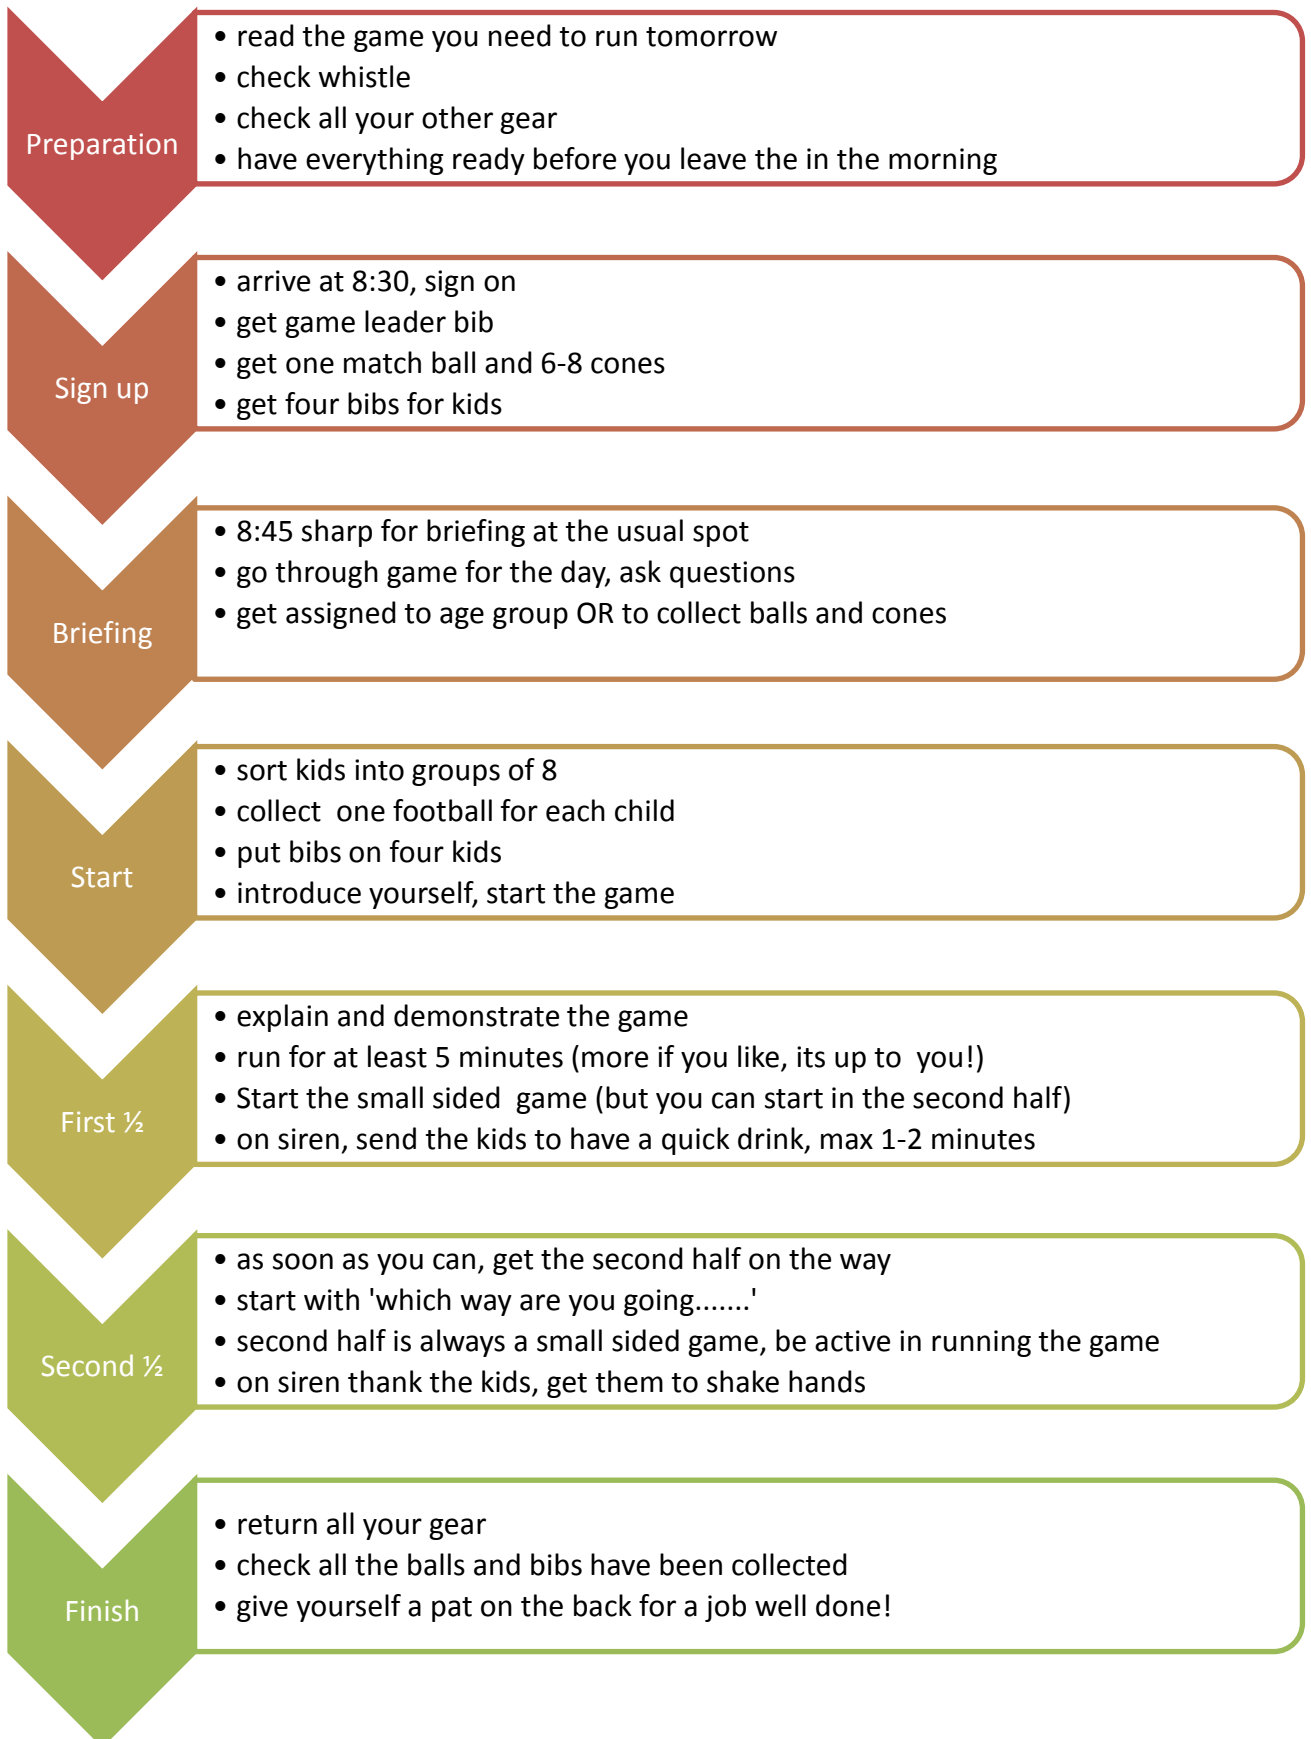 Preparation
• read the game you need to run tomorrow
• check whistle
• check all your other gear
• have everything ready before you leave the in the morning
Sign up
• arrive at 8:30, sign on
• get game leader bib
• get one match ball and 6-8 cones
• get four bibs for kids
Briefing
• 8:45 sharp for briefing at the usual spot
• go through game for the day, ask questions
• get assigned to age group OR to collect balls and cones
Start
• sort kids into groups of 8
• collect  one football for each child
• put bibs on four kids
• introduce yourself, start the game
First ½
• explain and demonstrate the game
• run for at least 5 minutes (more if you like, its up to  you!)
• Start the small sided  game (but you can start in the second half)
• on siren, send the kids to have a quick drink, max 1-2 minutes
Second ½
• as soon as you can, get the second half on the way
• start with 'which way are you going.......'
• second half is always a small sided game, be active in running the game
• on siren thank the kids, get them to shake hands
Finish
• return all your gear
• check all the balls and bibs have been collected
• give yourself a pat on the back for a job well done!